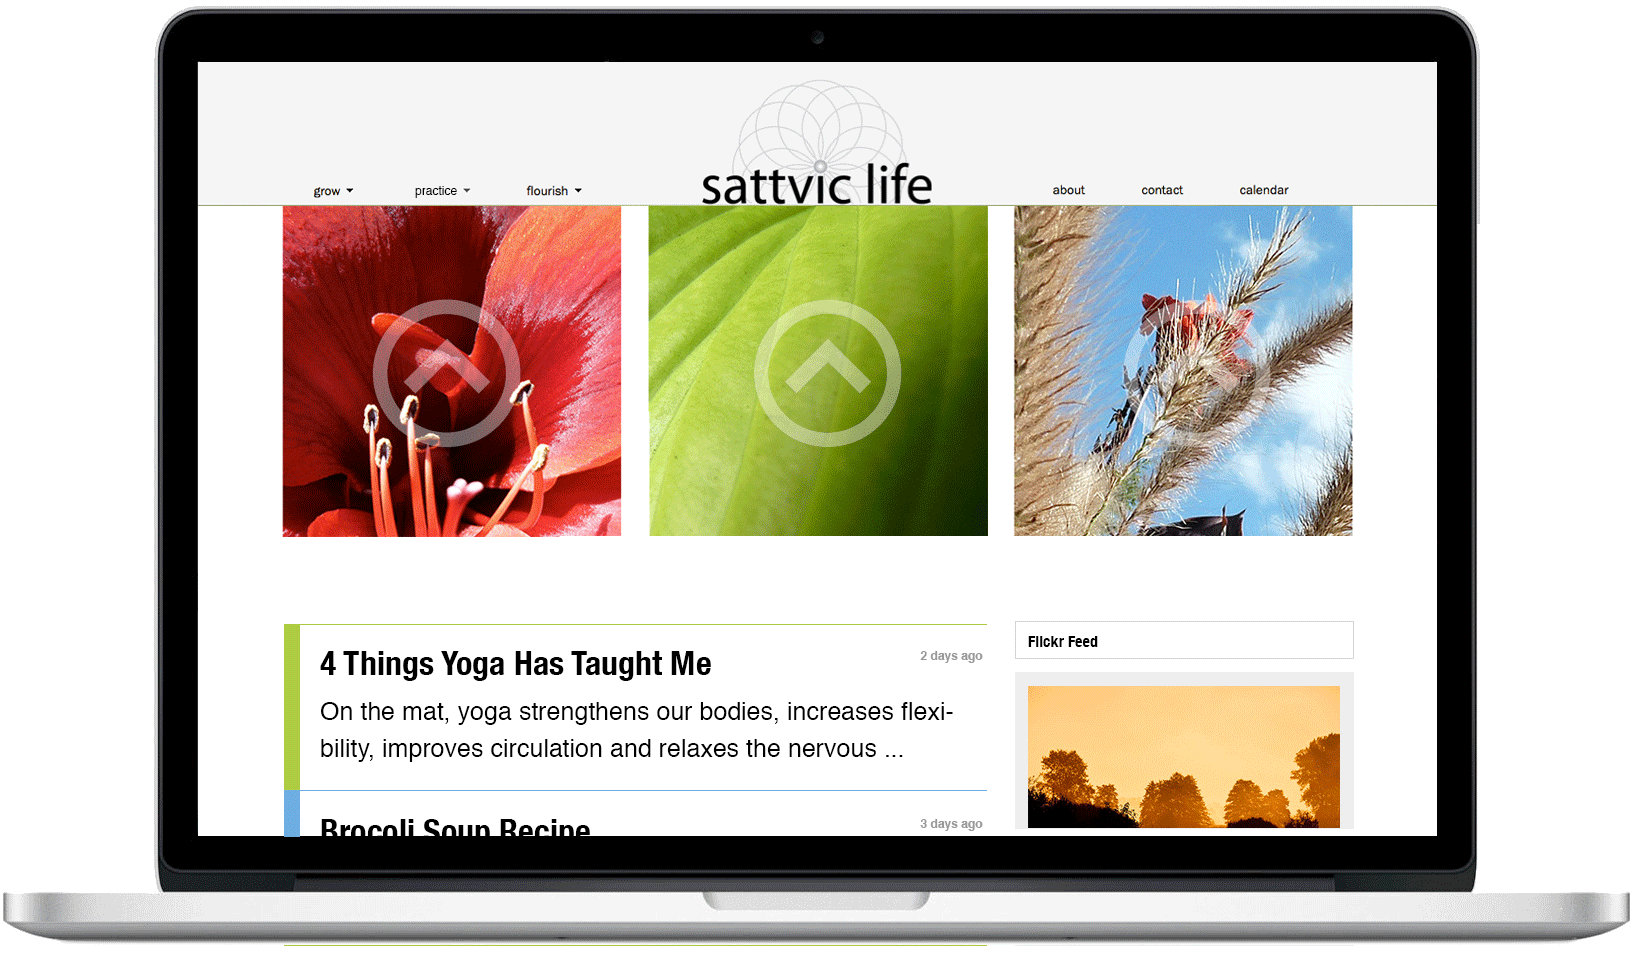 grow
practice
flourish
sattvic life
about
contact
calendar
4 Things Yoga Has Taught Me
2 days ago
On the mat, yoga strengthens our bodies, increases flexi-
bility, improves circulation and relaxes the nervous ...
Brocoli Soup Recipe
3 days ago
Flickr Feed